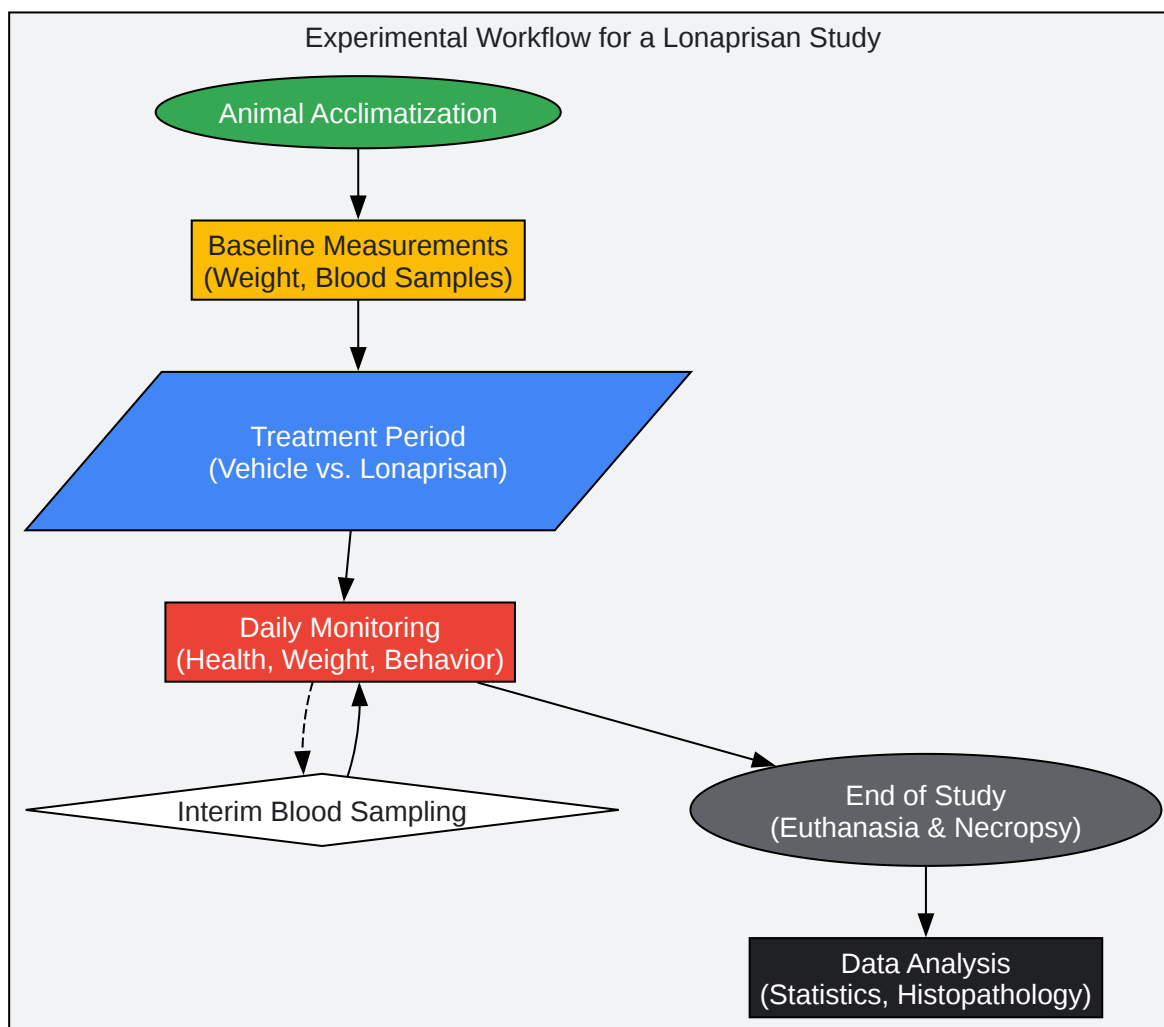 Experimental Workflow for a Lonaprisan Study
Animal Acclimatization
Baseline Measurements
(Weight, Blood Samples)
Treatment Period
(Vehicle vs. Lonaprisan)
Daily Monitoring
(Health, Weight, Behavior)
Interim Blood Sampling
End of Study
(Euthanasia & Necropsy)
Data Analysis
(Statistics, Histopathology)